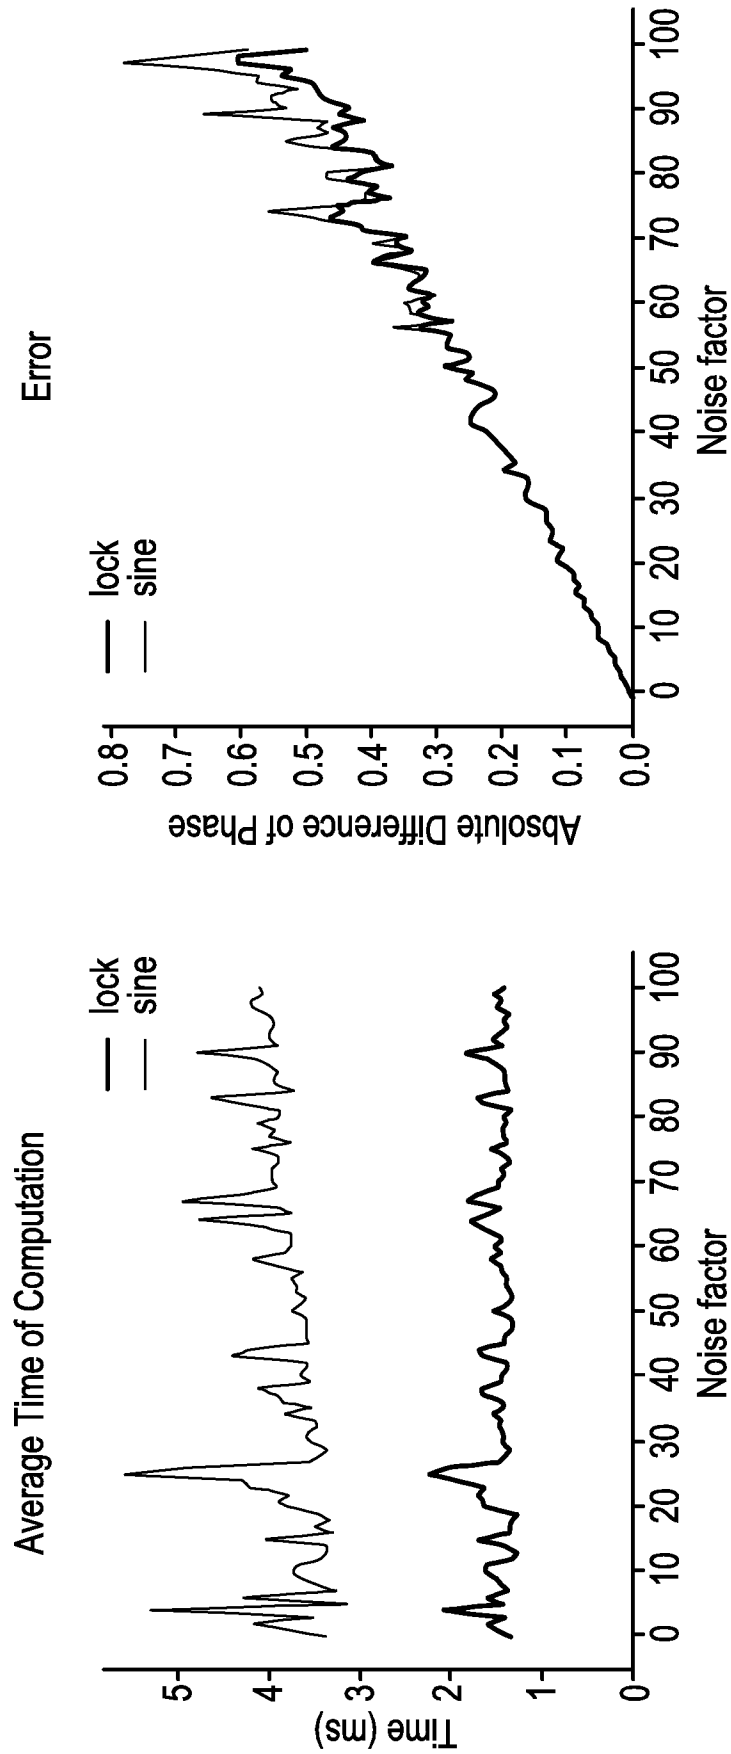 Average Time of Computation
lock
sine
Time (ms)
5
4
3
2
1
0
0 10 20 30 40 50 60 70 80 90 100
Noise factor
Error
lock
sine
Absolute Difference of Phase
0.8
0.7
0.6
0.5
0.4
0.3
0.2
0.1
0.0
0 10 20 30 40 50 60 70 80 90 100
Noise factor